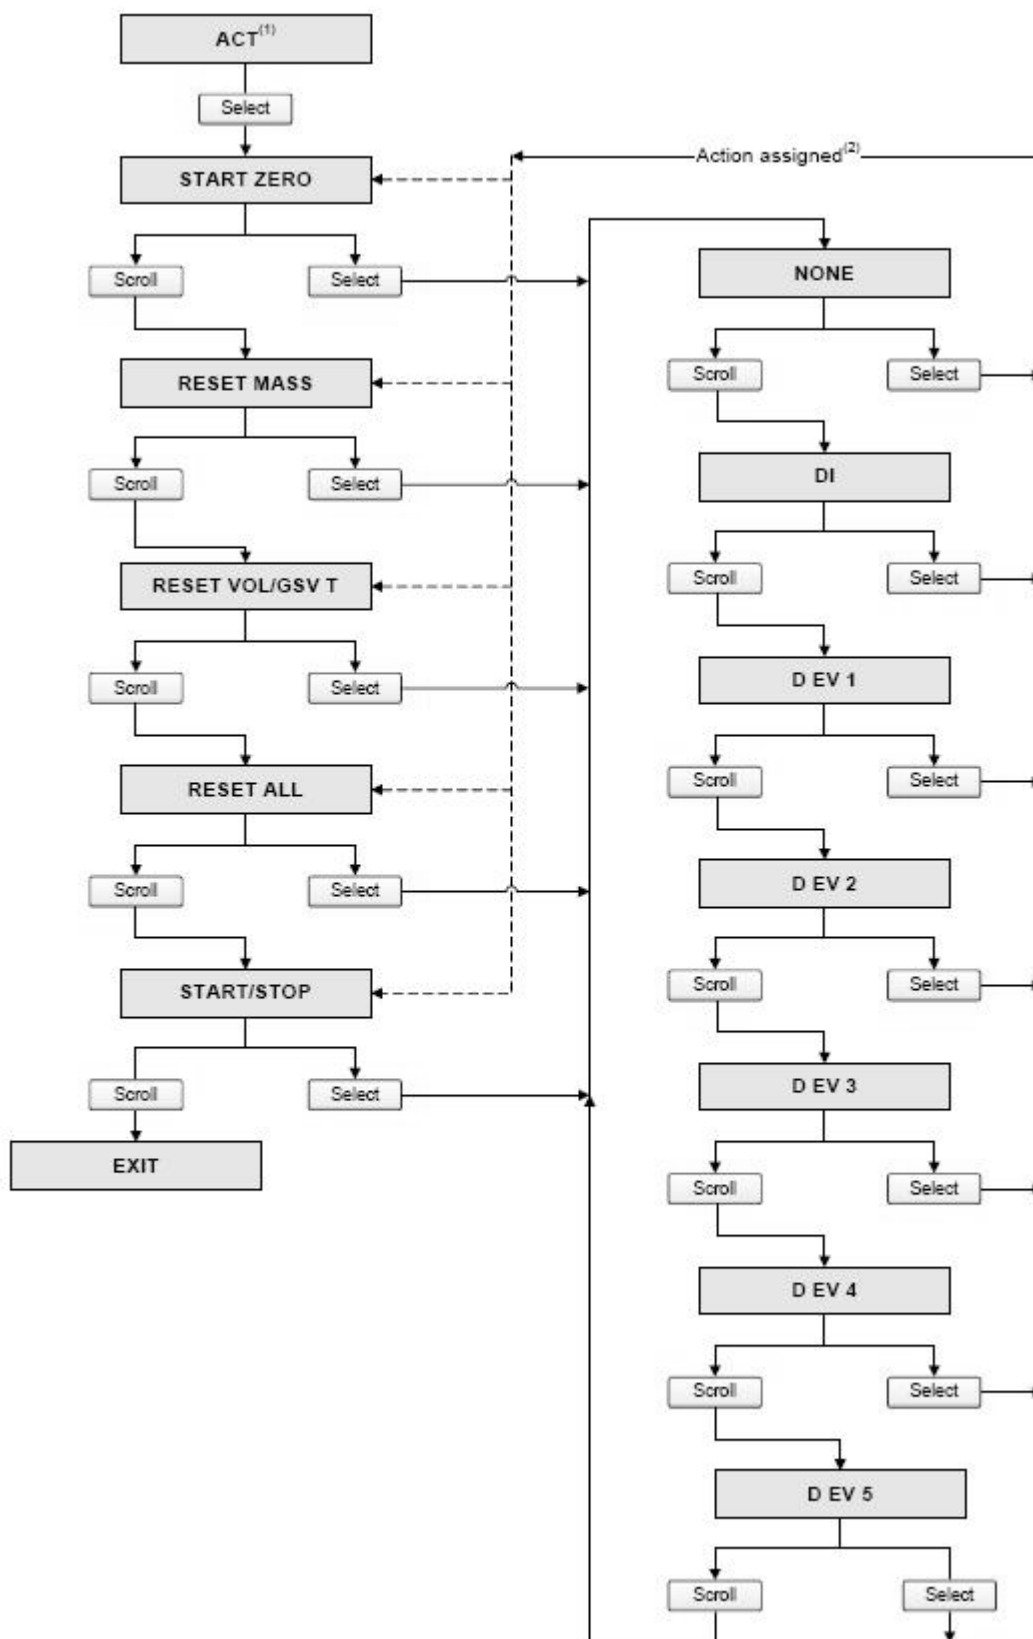 ACT(1)
Select
START ZERO
Scroll
Select
RESET MASS
Scroll
Select
RESET VOL/GSV T
Scroll
Select
RESET ALL
Scroll
Select
START/STOP
Scroll
Select
EXIT
Action assigned(2)
NONE
Scroll
Select
DI
Scroll
Select
D EV 1
Scroll
Select
D EV 2
Scroll
Select
D EV 3
Scroll
Select
D EV 4
Scroll
Select
D EV 5
Scroll
Select